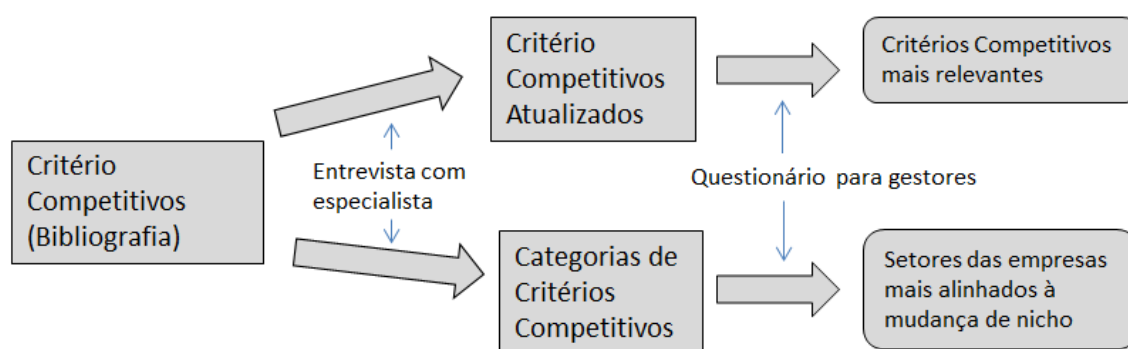 Critério
Competitivos
(Bibliografia)
Entrevista com
especialista
Critério
Competitivos
Atualizados
Categorias de
Critérios
Competitivos
Questionário para gestores
Critérios Competitivos
mais relevantes
Setores das empresas
mais alinhados à
mudança de nicho